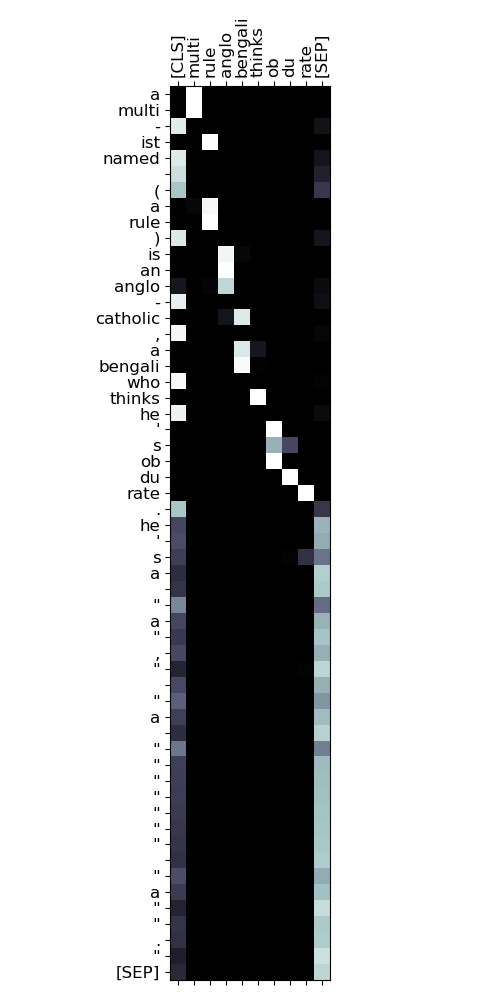 [CLS] multi rule anglo bengali thinks ob du rate [SEP]
a
multi
-
ist
named
(
a
rule
)
is
an
anglo
-
catholic
,
a
bengali
who
thinks
he
'
s
ob
du
rate
.
he
'
s
a
"
a
"
,
"
"
a
"
"
"
"
"
"
"
a
"
"
.
"
[SEP]